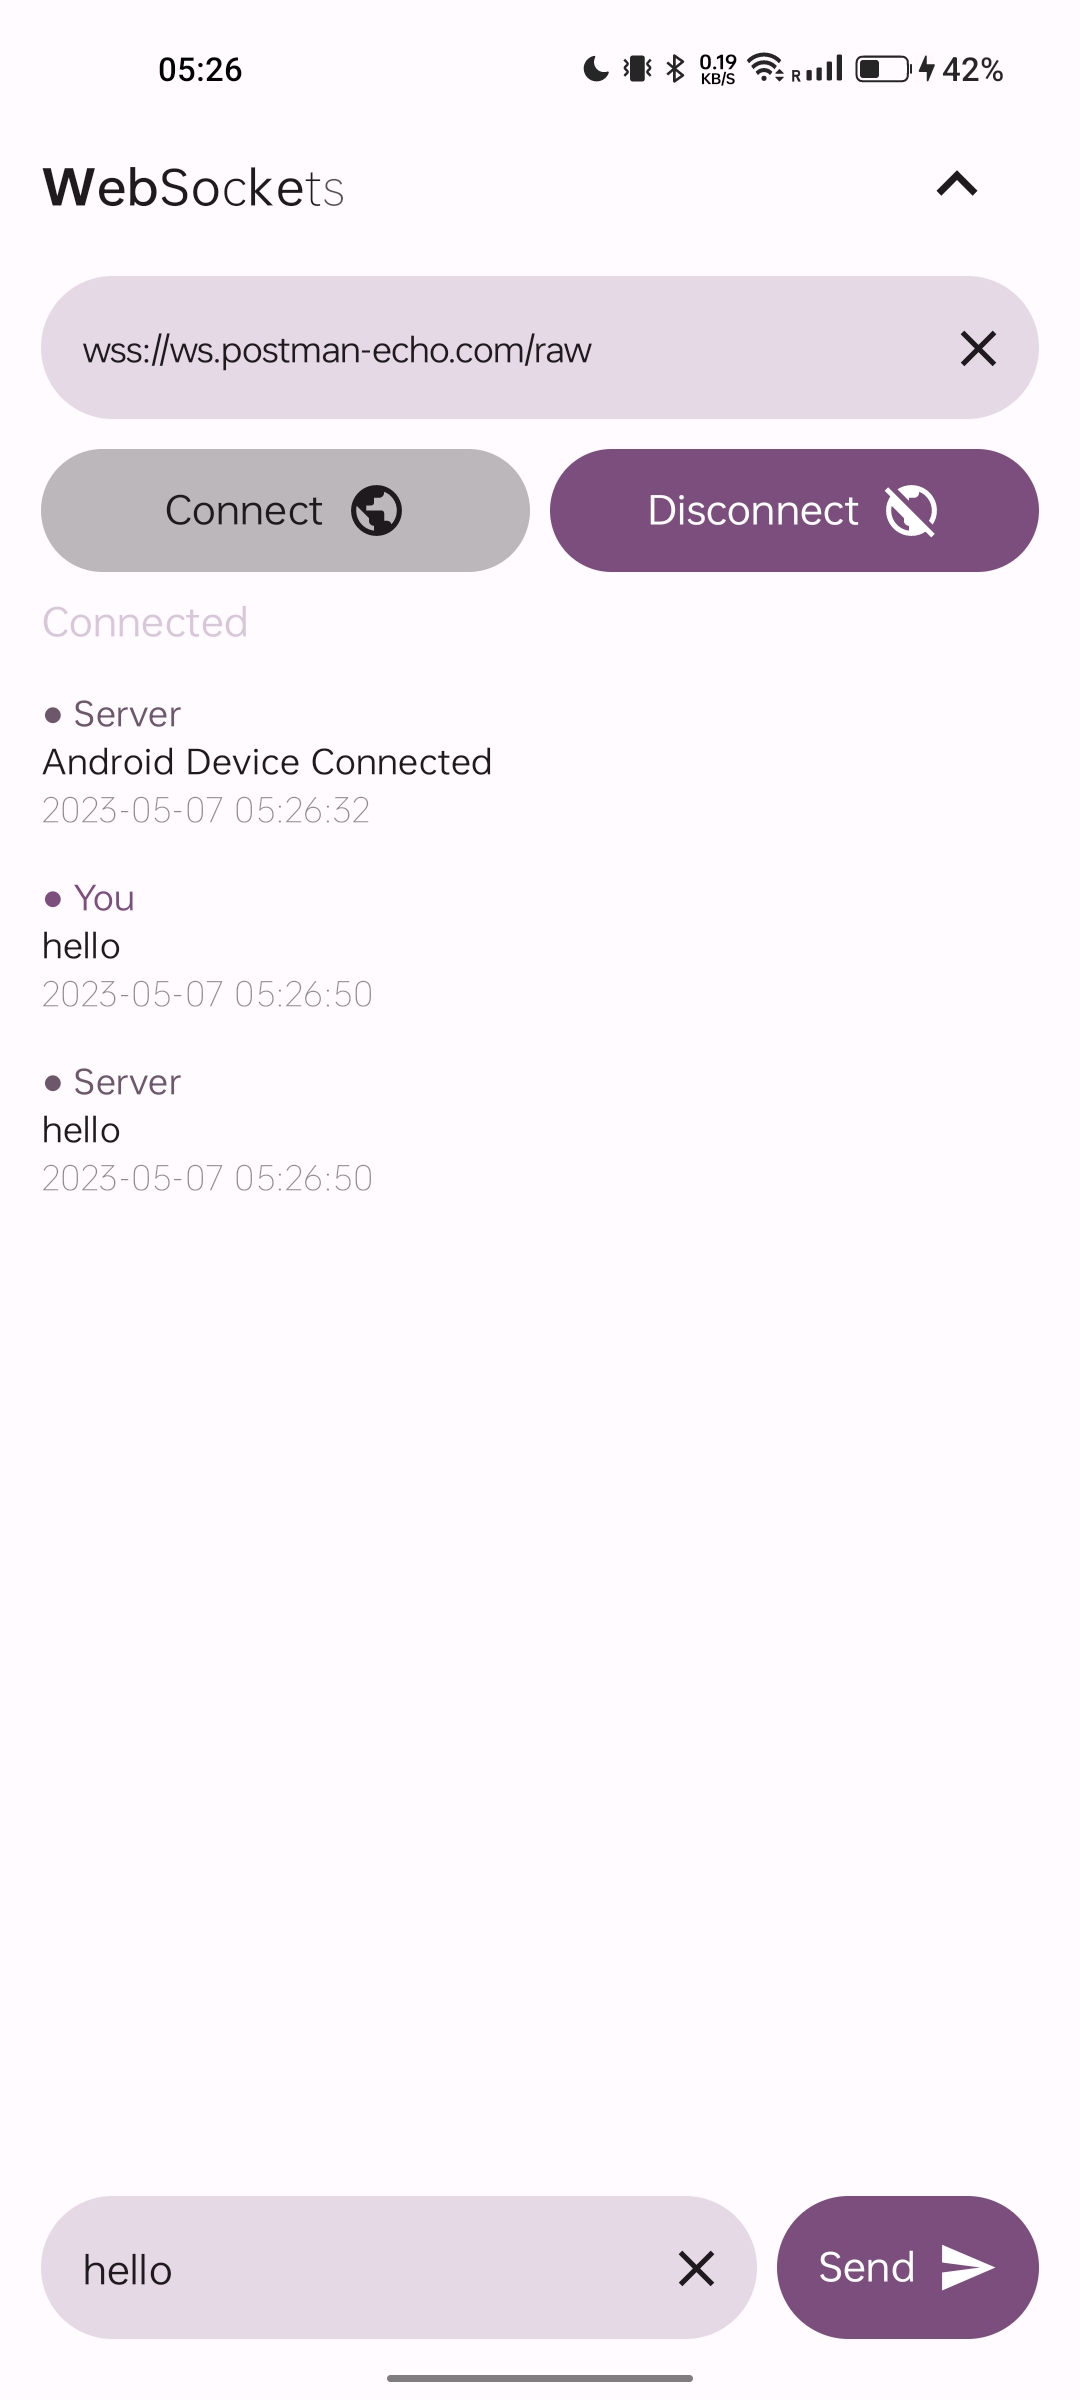 05:26
0.19
KB/S
R
42%
WebSockets
wss://ws.postman-echo.com/raw
Connect
Disconnect
Connected
• Server
Android Device Connected
2023-05-07 05:26:32
• You
hello
2023-05-07 05:26:50
• Server
hello
2023-05-07 05:26:50
hello
Send